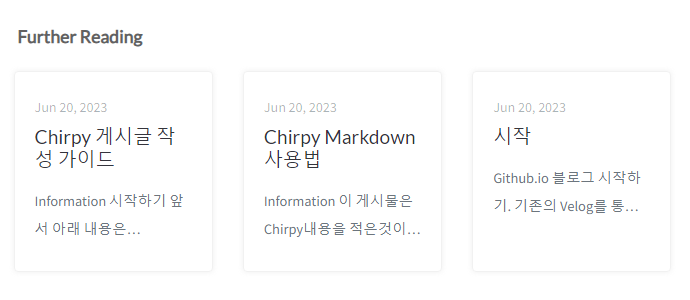 Further Reading
Jun 20, 2023
Chirpy 게시글 작
성 가이드
Information 시작하기 앞
서 아래 내용은…
Jun 20, 2023
Chirpy Markdown
사용법
Information 이 게시물은
Chirpy내용을 적은것이…
Jun 20, 2023
시작
Github.io 블로그 시작하
기. 기존의 Velog를 통…